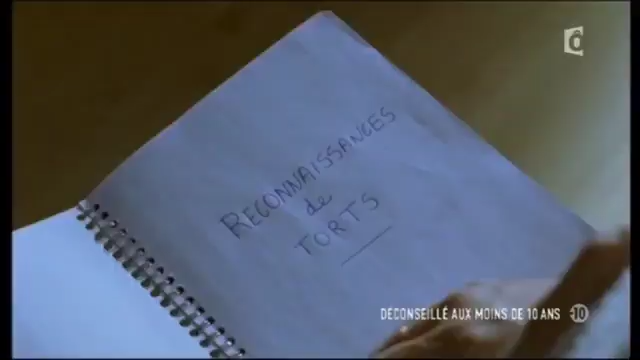 RECONNAISSANCES
de
TORTS
DÉCONSEILLÉ AUX MOINS DE 10 ANS -10